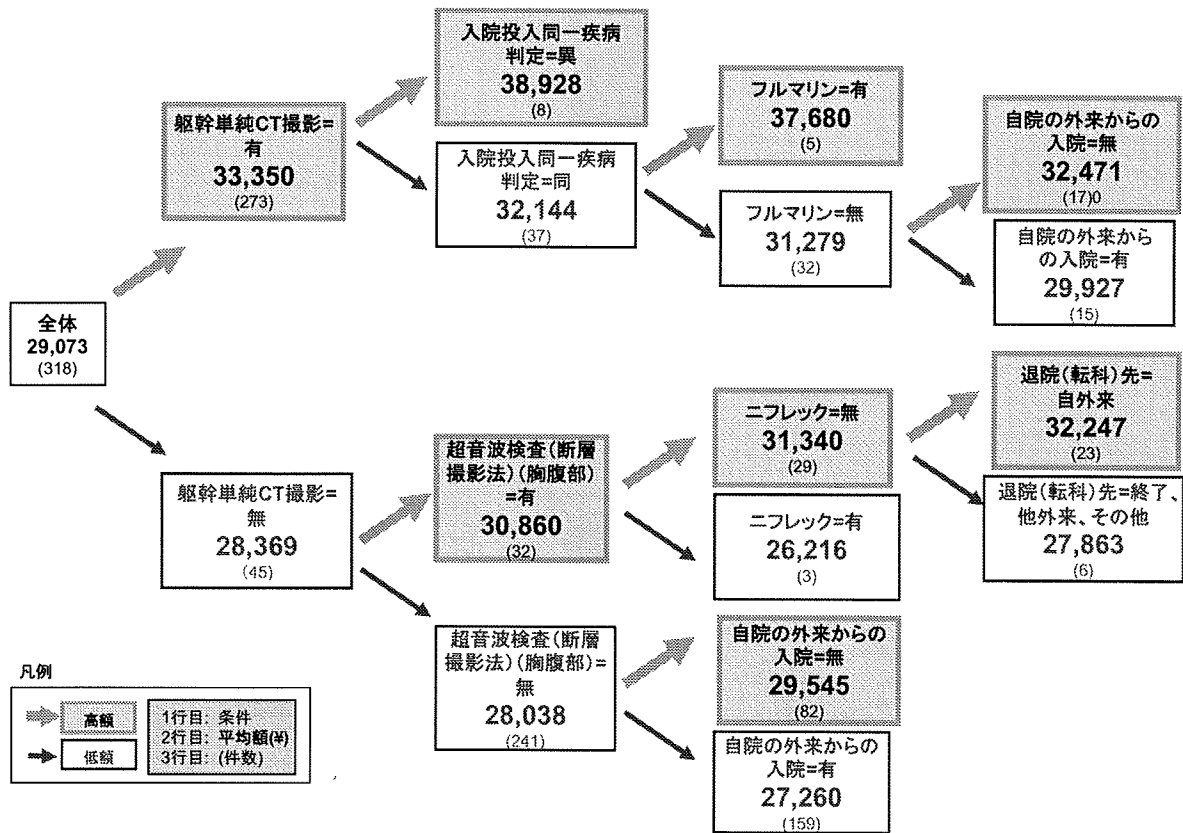 全体
29,073
(318)
躯幹単純CT撮影=
有
33,350
(273)
入院投入同一疾病
判定=異
38,928
(8)
入院投入同一疾病
判定=同
32,144
(37)
フルマリン=有
37,680
(5)
フルマリン=無
31,279
(32)
自院の外来からの
入院=無
32,471
(17)0
自院の外来から
の入院=有
29,927
(15)
躯幹単純CT撮影=
無
28,369
(45)
超音波検査(断層
撮影法)(胸腹部)
=有
30,860
(32)
超音波検査(断層
撮影法)(胸腹部)=
無
28,038
(241)
ニフレック=無
31,340
(29)
ニフレック=有
26,216
(3)
退院(転科)先=
自外来
32,247
(23)
退院(転科)先=終了、
他外来、その他
27,863
(6)
自院の外来からの
入院=無
29,545
(82)
自院の外来からの
入院=有
27,260
(159)
凡例
高額
低額
1行目: 条件
2行目: 平均額(¥)
3行目: (件数)